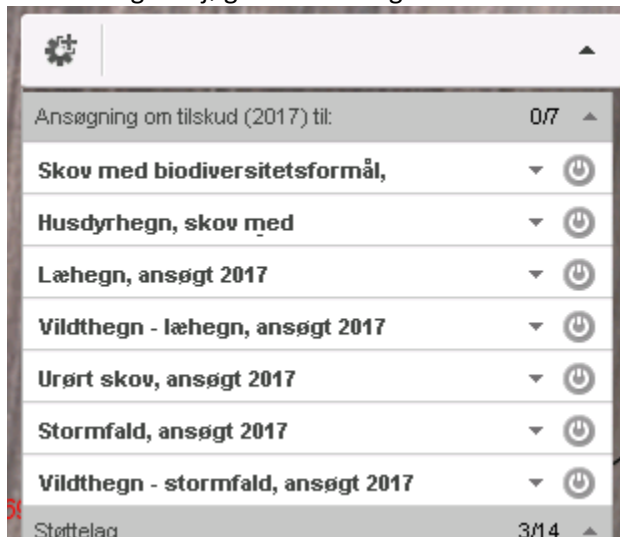 Ansøgning om tilskud (2017) til: 0/7
Skov med biodiversitetsformål,
Husdyrhegn, skov med
Læhegn, ansøgt 2017
Vildthegn - læhegn, ansøgt 2017
Urørt skov, ansøgt 2017
Stormfald, ansøgt 2017
Vildthegn - stormfald, ansøgt 2017
Støttelag 3/14